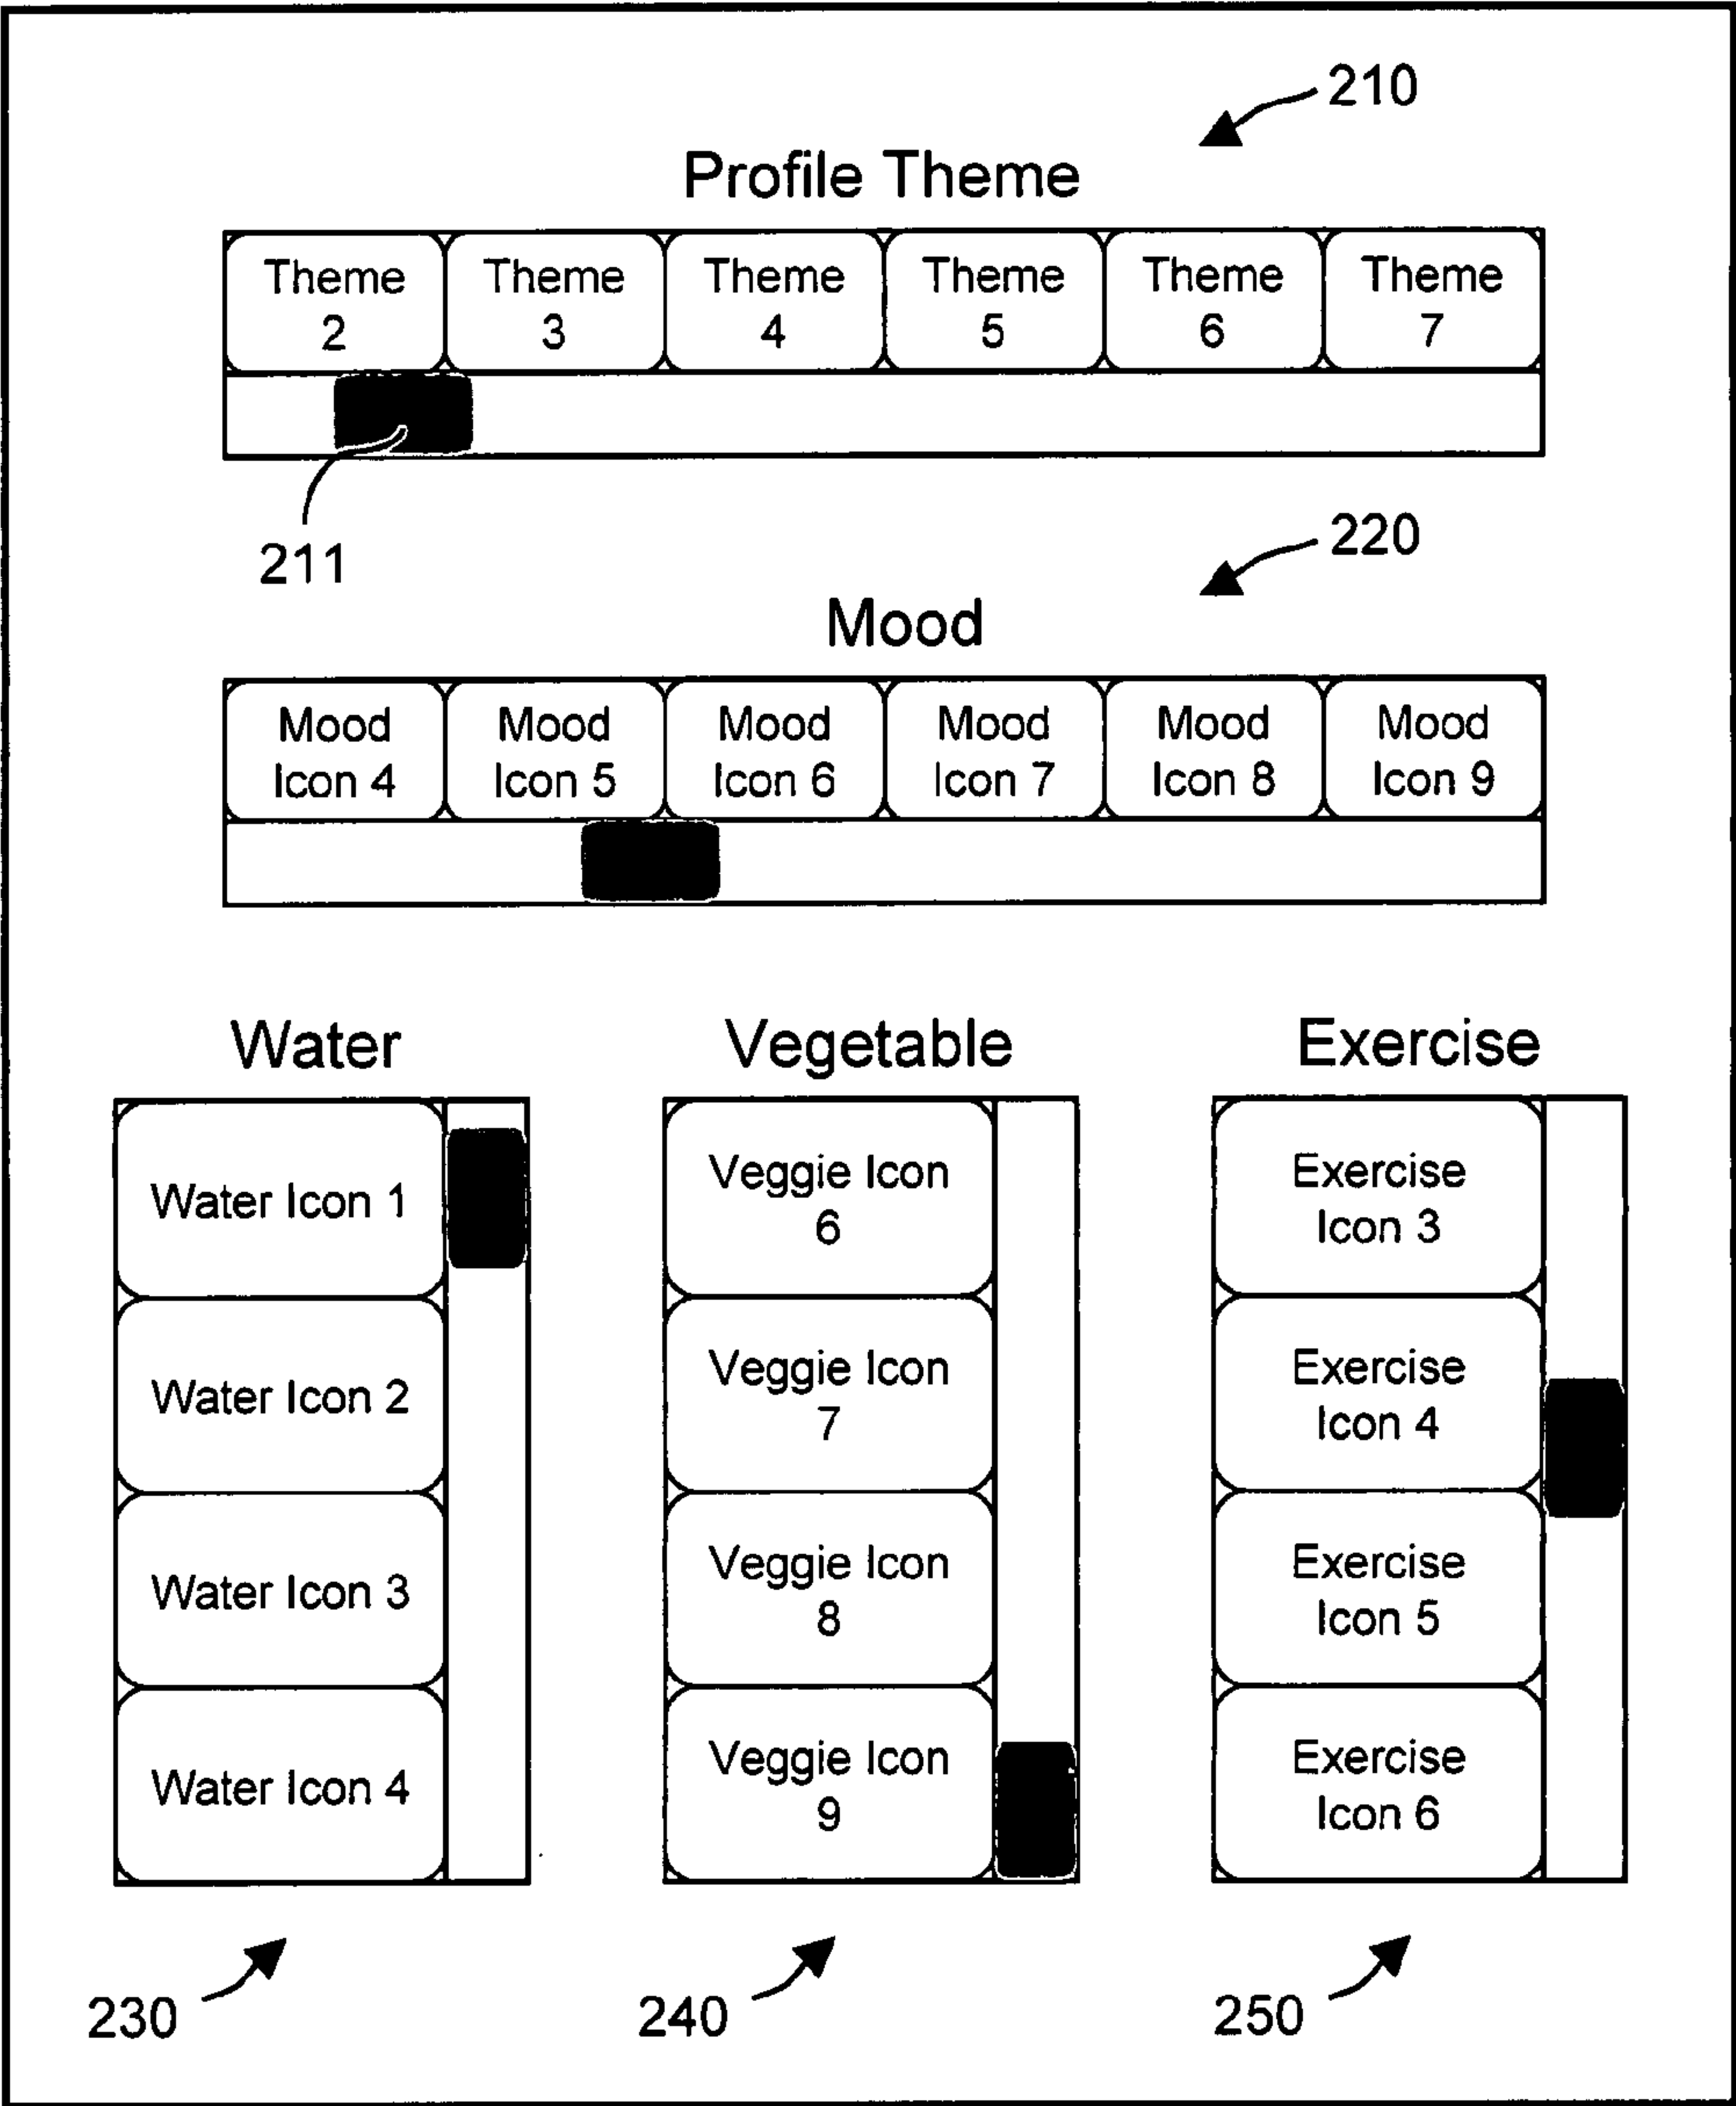 210
Profile Theme
Theme 2
Theme 3
Theme 4
Theme 5
Theme 6
Theme 7
211
220
Mood
Mood Icon 4
Mood Icon 5
Mood Icon 6
Mood Icon 7
Mood Icon 8
Mood Icon 9
Water
Water Icon 1
Water Icon 2
Water Icon 3
Water Icon 4
230
Vegetable
Veggie Icon
6
Veggie Icon
7
Veggie Icon
8
Veggie Icon
9
240
Exercise
Exercise
Icon 3
Exercise
Icon 4
Exercise
Icon 5
Exercise
Icon 6
250